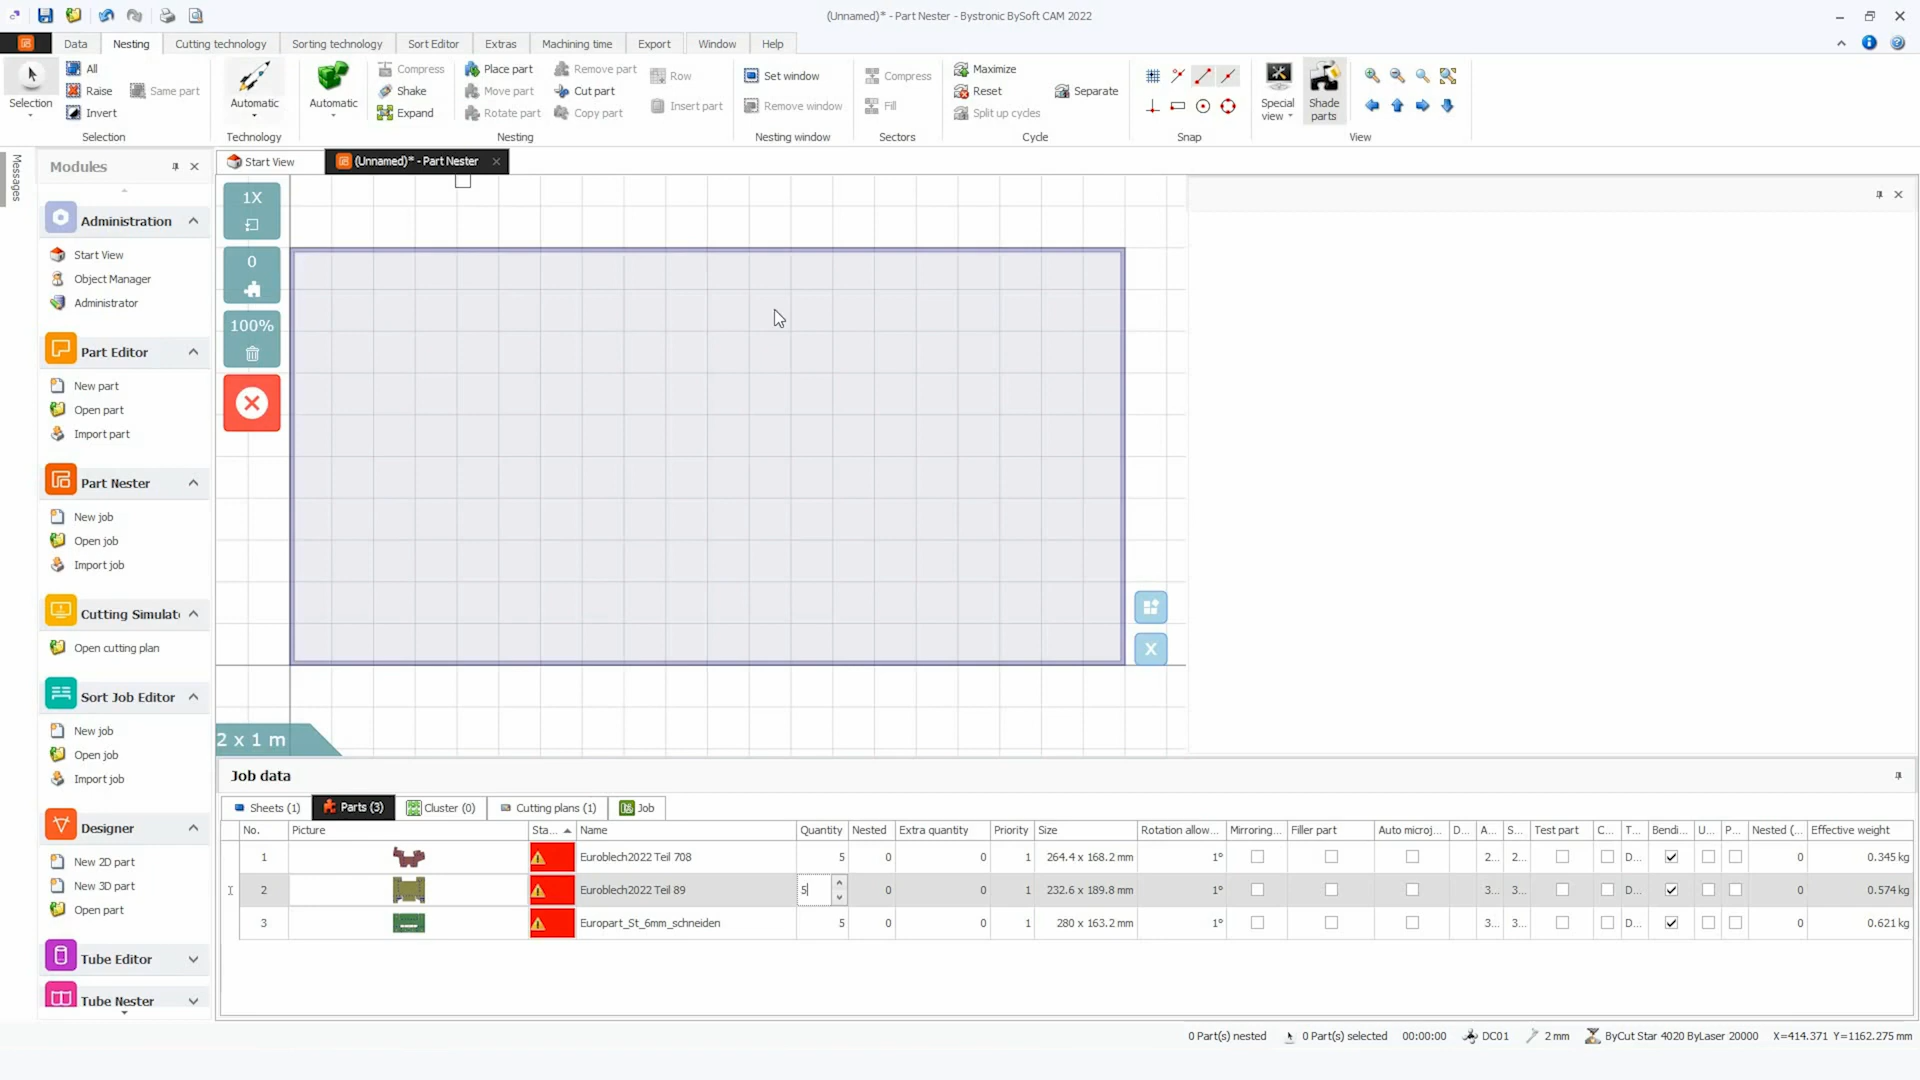 (Unnamed)* - Part Nester - Bystronic BySoft CAM 2022
Data Nesting Cutting technology Sorting technology Sort Editor Extras Machining time Export Window Help
Selection
All
Raise
Invert
Same part
Selection
Automatic
Technology
Automatic
Compress
Shake
Expand
Place part
Move part
Rotate part
Remove part
Cut part
Copy part
Row
Insert part
Nesting
Set window
Remove window
Nesting window
Compress
Fill
Sectors
Maximize
Reset
Split up cycles
Separate
Cycle
Snap
Special view
Shade parts
View
Messages
Modules
Administration
Start View
Object Manager
Administrator
Part Editor
New part
Open part
Import part
Part Nester
New job
Open job
Import job
Cutting Simulat
Open cutting plan
Sort Job Editor
New job
Open job
Import job
Designer
New 2D part
New 3D part
Open part
Tube Editor
Tube Nester
Start View (Unnamed)* - Part Nester
1X
0
100%
X
2 x 1 m
Job data
Sheets (1) Parts (3) Cluster (0) Cutting plans (1) Job
No. Picture Sta... Name Quantity Nested Extra quantity Priority Size Rotation allow... Mirroring... Filler part Auto microj... D... A... S... Test part C... T... Bendi... U... P... Nested (... Effective weight
1 Euroblech2022 Teil 708 5 0 0 1 264.4 x 168.2 mm 1° 2... 2... D... 0 0.345 kg
2 Euroblech2022 Teil 89 5 0 0 1 232.6 x 189.8 mm 1° 3... 3... D... 0 0.574 kg
3 Europart_St_6mm_schneiden 5 0 0 1 280 x 163.2 mm 1° 3... 3... D... 0 0.621 kg
0 Part(s) nested 0 Part(s) selected 00:00:00 DC01 2 mm ByCut Star 4020 ByLaser 20000 X=414.371 Y=1162.275 mm